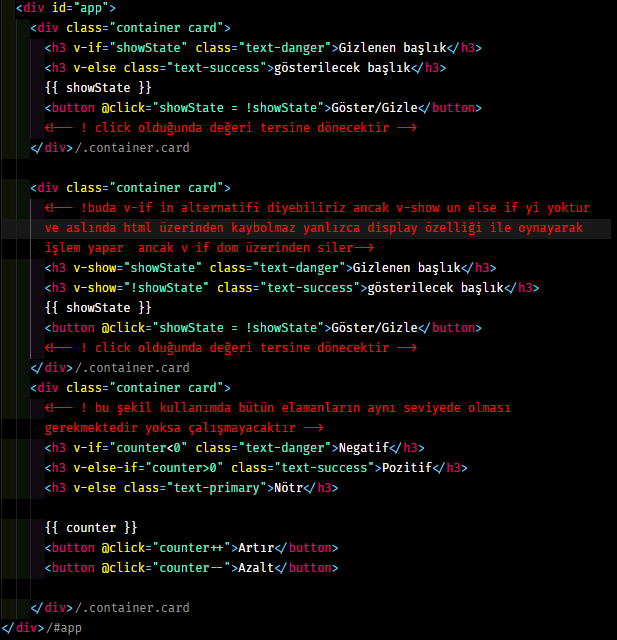 <div id="app">
<div class="container card">
<h3 v-if="showState" class="text-danger">Gizlenen başlık</h3>
<h3 v-else class="text-success">gösterilecek başlık</h3>
{{ showState }}
<button @click="showState = !showState">Göster/Gizle</button>
<!-- ! click olduğunda değeri tersine dönecektir -->
</div>/.container.card
<div class="container card">
<!-- !buda v-if in alternatifi diyebiliriz ancak v-show un else if yi yoktur
ve aslında html üzerinden kaybolmaz yanlızca display özelliği ile oynayarak
işlem yapar  ancak v if dom üzerinden siler-->
<h3 v-show="showState" class="text-danger">Gizlenen başlık</h3>
<h3 v-show="!showState" class="text-success">gösterilecek başlık</h3>
{{ showState }}
<button @click="showState = !showState">Göster/Gizle</button>
<!-- ! click olduğunda değeri tersine dönecektir -->
</div>/.container.card
<div class="container card">
<!-- ! bu şekil kullanımda bütün elamanların aynı seviyede olması
gerekmektedir yoksa çalışmayacaktır -->
<h3 v-if="counter<0" class="text-danger">Negatif</h3>
<h3 v-else-if="counter>0" class="text-success">Pozitif</h3>
<h3 v-else class="text-primary">Nötr</h3>
{{ counter }}
<button @click="counter++">Artır</button>
<button @click="counter--">Azalt</button>
</div>/.container.card
</div>/#app